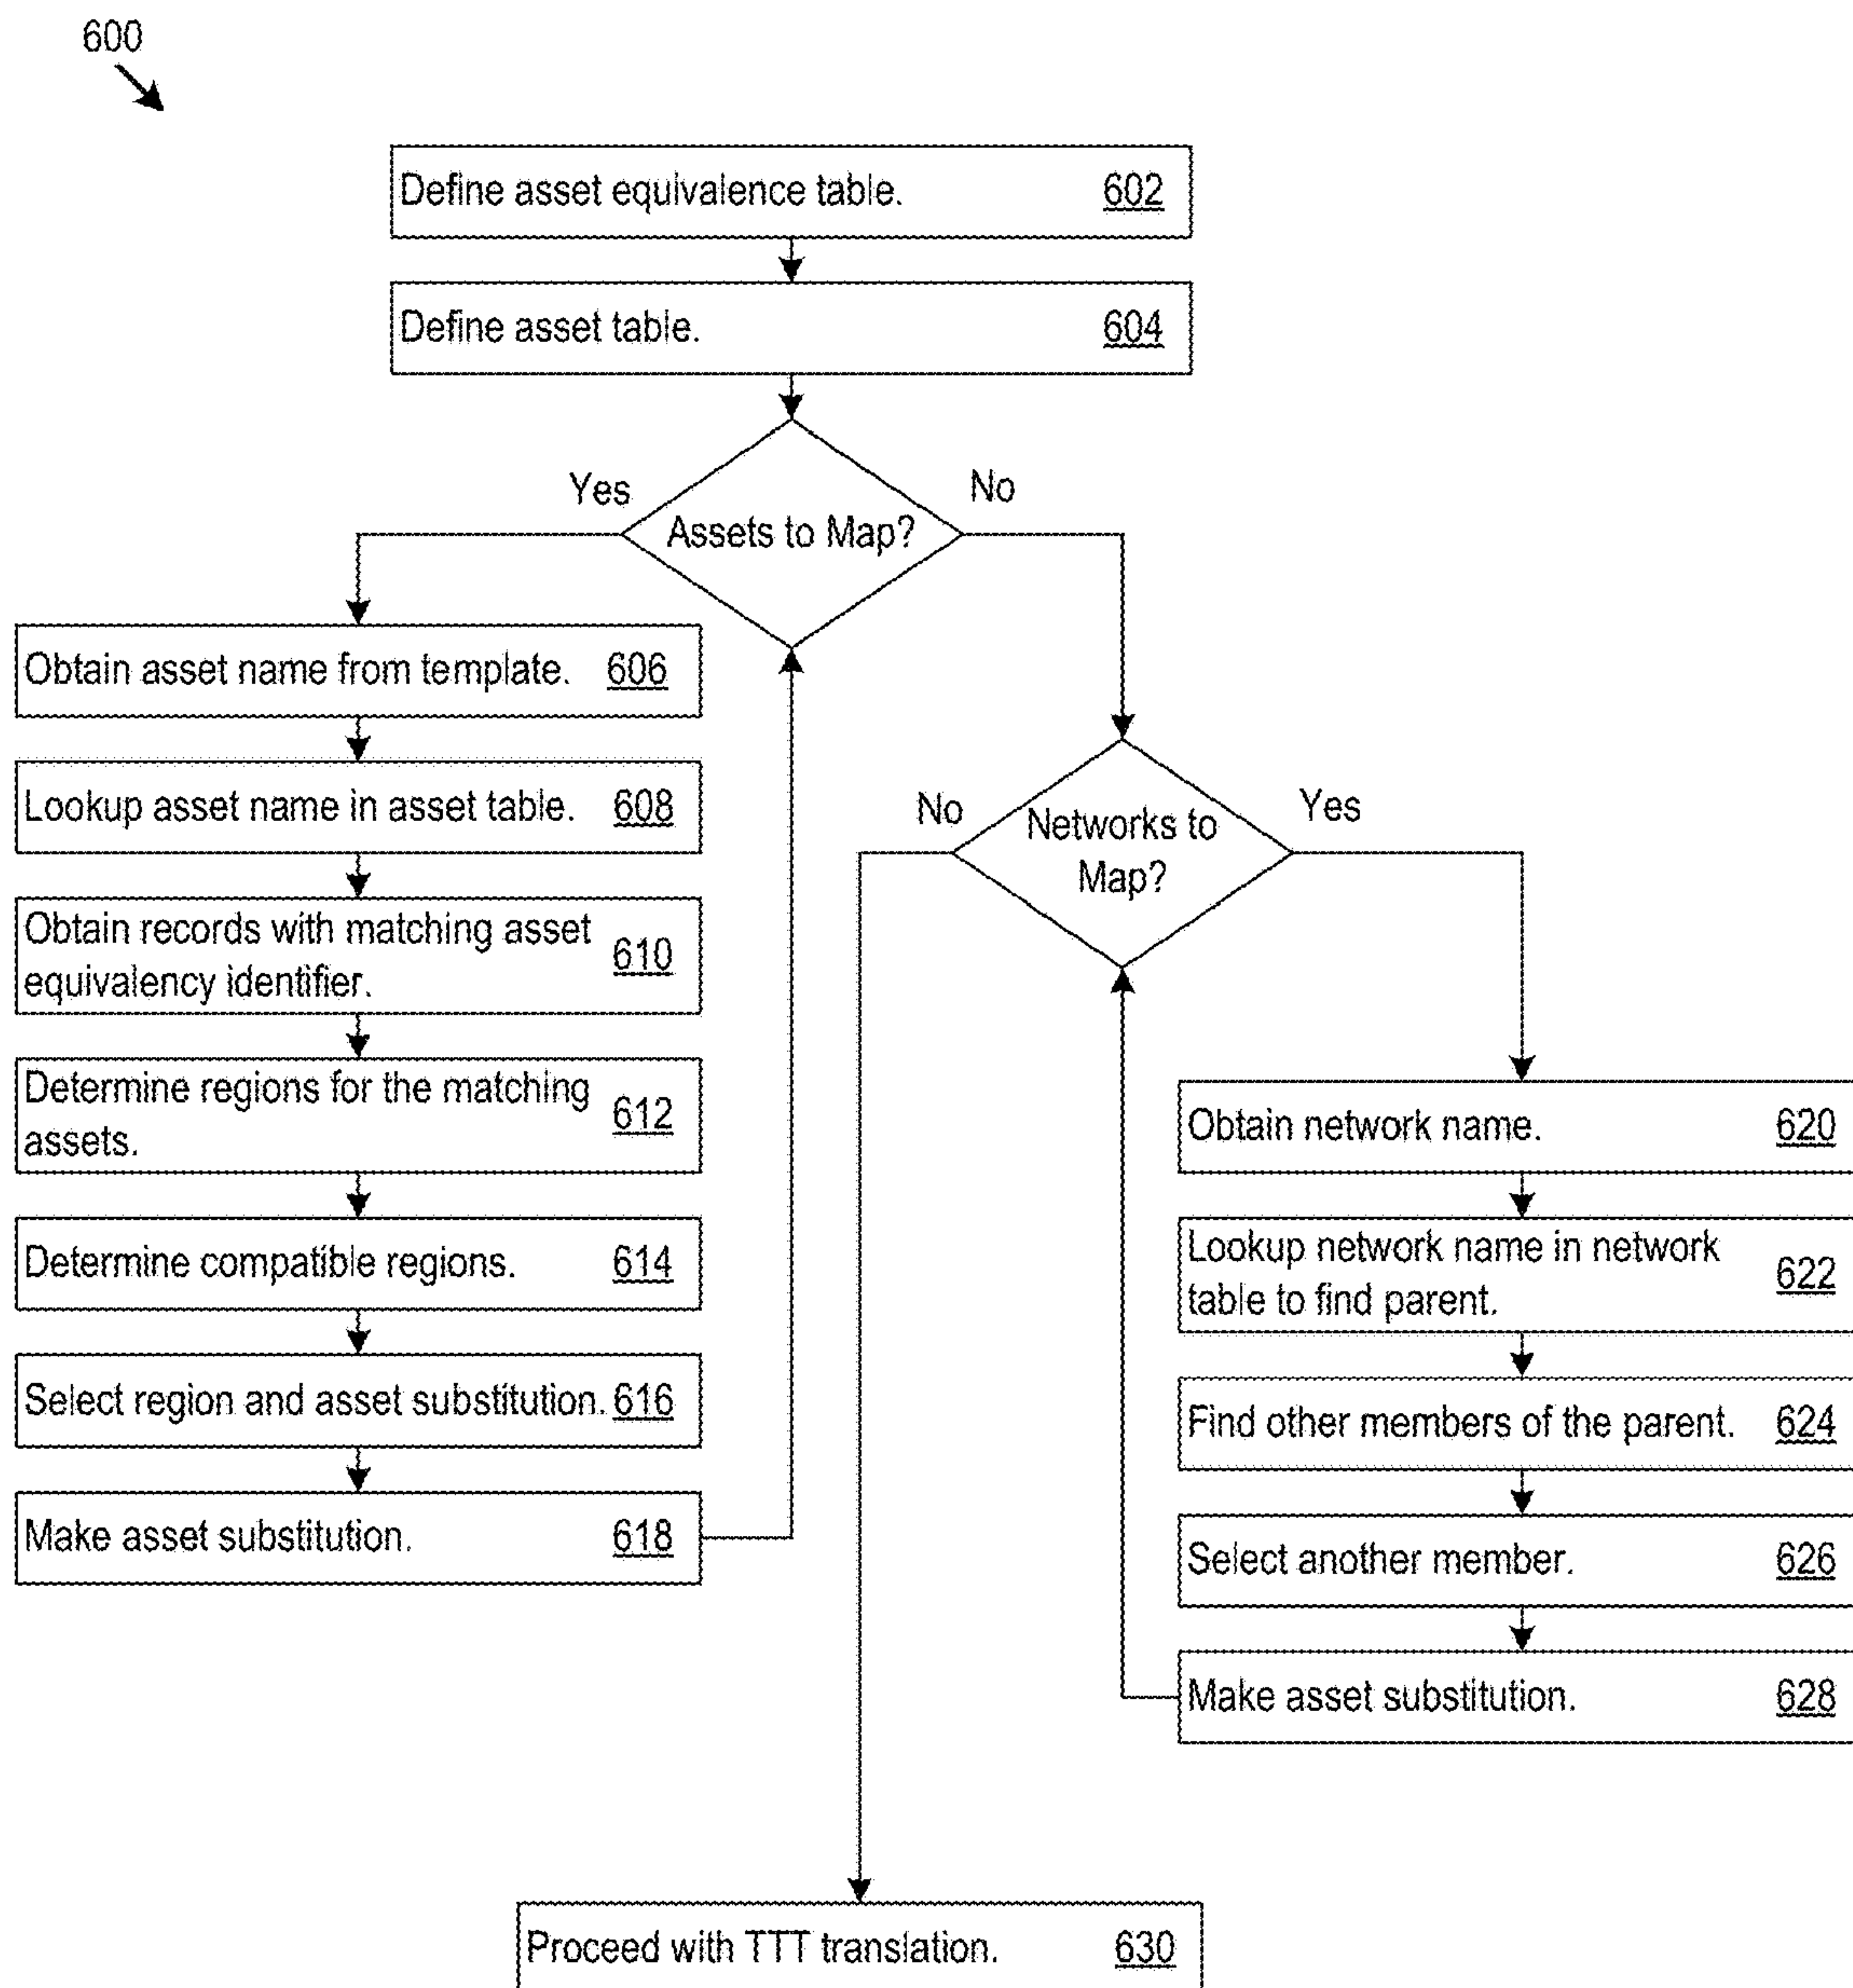 600
Define asset equivalence table. 602
Define asset table. 604
Yes
No
Assets to Map?
Obtain asset name from template. 606
Lookup asset name in asset table. 608
Obtain records with matching asset
equivalency identifier. 610
Determine regions for the matching
assets. 612
Determine compatible regions. 614
Select region and asset substitution. 616
Make asset substitution. 618
No
Yes
Networks to
Map?
Obtain network name. 620
Lookup network name in network
table to find parent. 622
Find other members of the parent. 624
Select another member. 626
Make asset substitution. 628
Proceed with TTT translation. 630